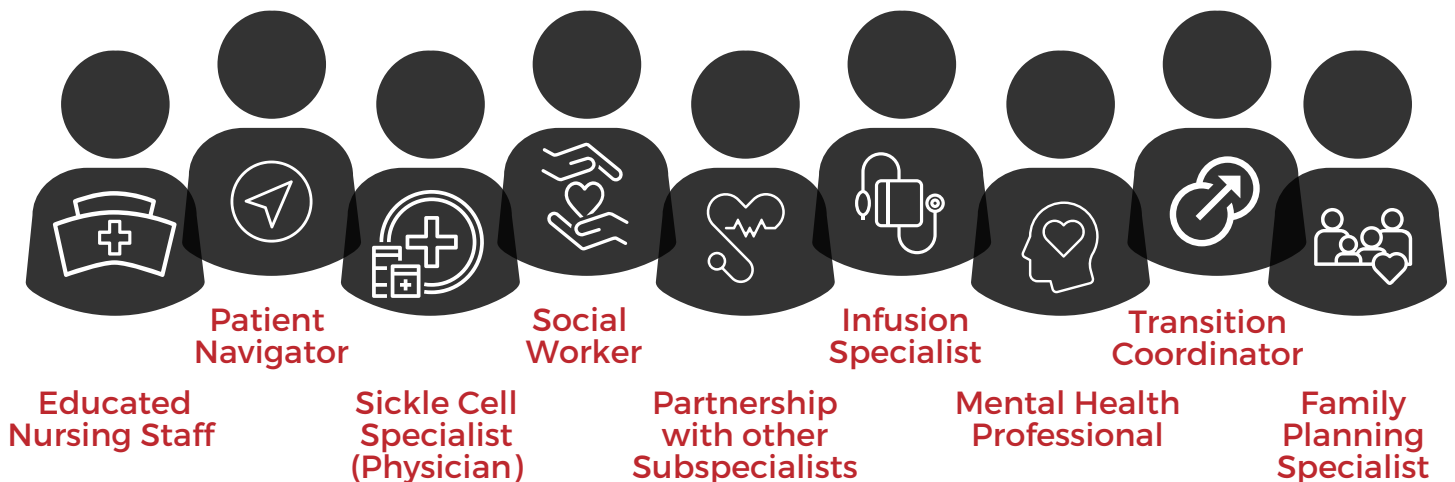 Educated
Nursing Staff
Patient
Navigator
Sickle Cell
Specialist
(Physician)
Social
Worker
Partnership
with other
Subspecialists
Infusion
Specialist
Mental Health
Professional
Transition
Coordinator
Family
Planning
Specialist